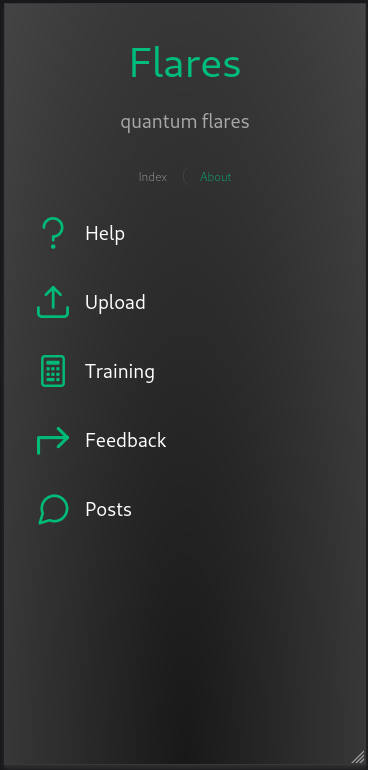 Flares
quantum flares
Index About
Help
Upload
Training
Feedback
Posts